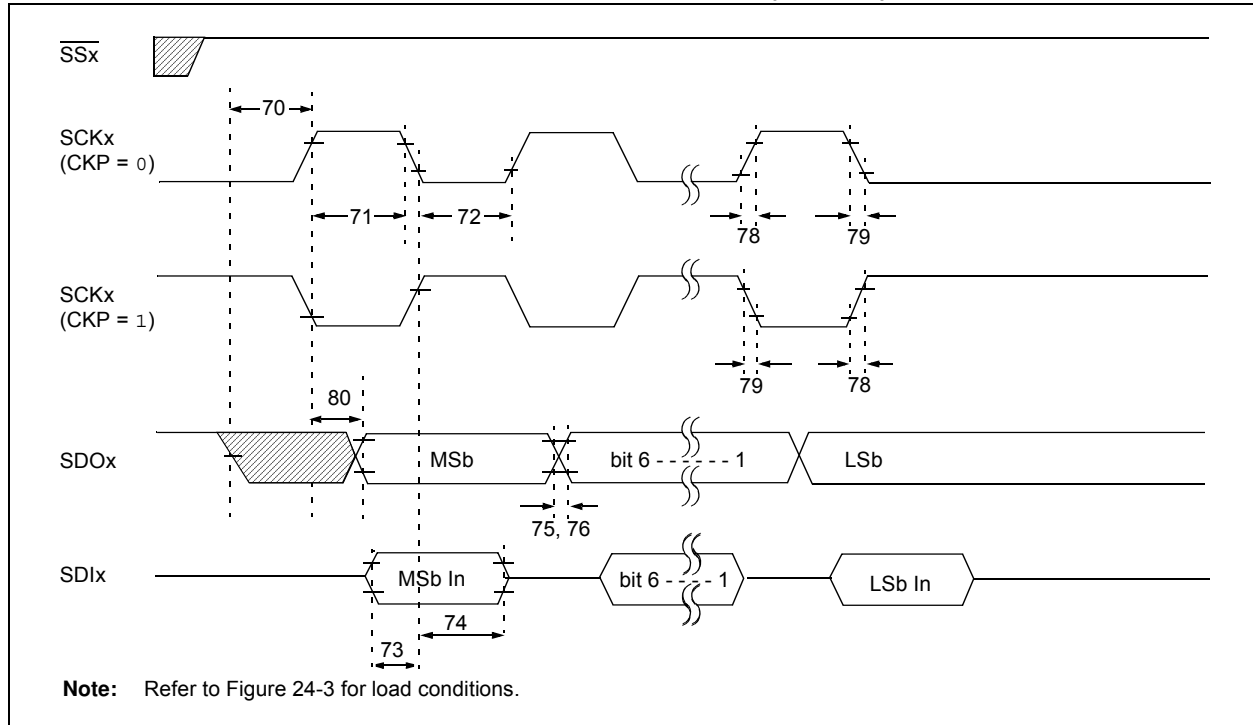 SSx
70
SCKx
(CKP = 0)
71
72
78
79
SCKx
(CKP = 1)
79
78
80
SDOx
MSb
bit 6 - - - - - - 1
LSb
75, 76
SDIx
MSb In
bit 6 - - - - 1
LSb In
74
73
Note: Refer to Figure 24-3 for load conditions.